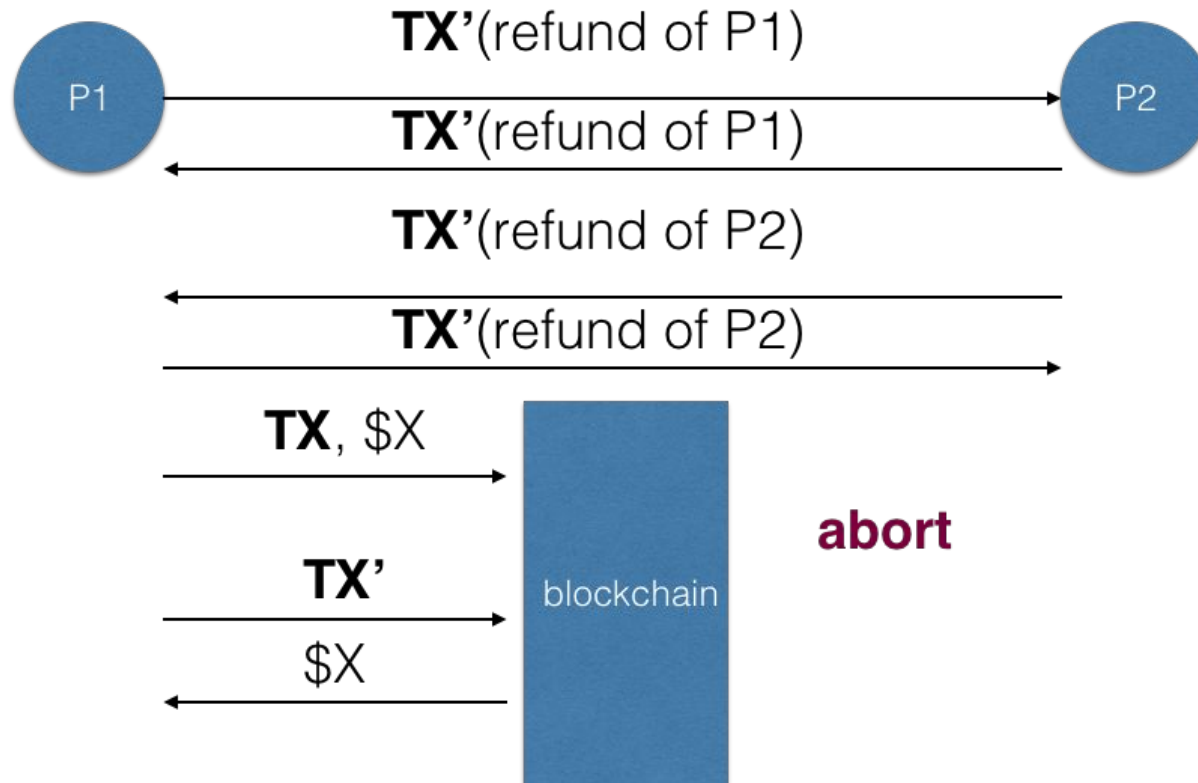 TX’(refund of P1)
P1
P2
TX’(refund of P1)
TX’(refund of P2)
TX’(refund of P2)
TX, $X
abort
TX’
blockchain
$X